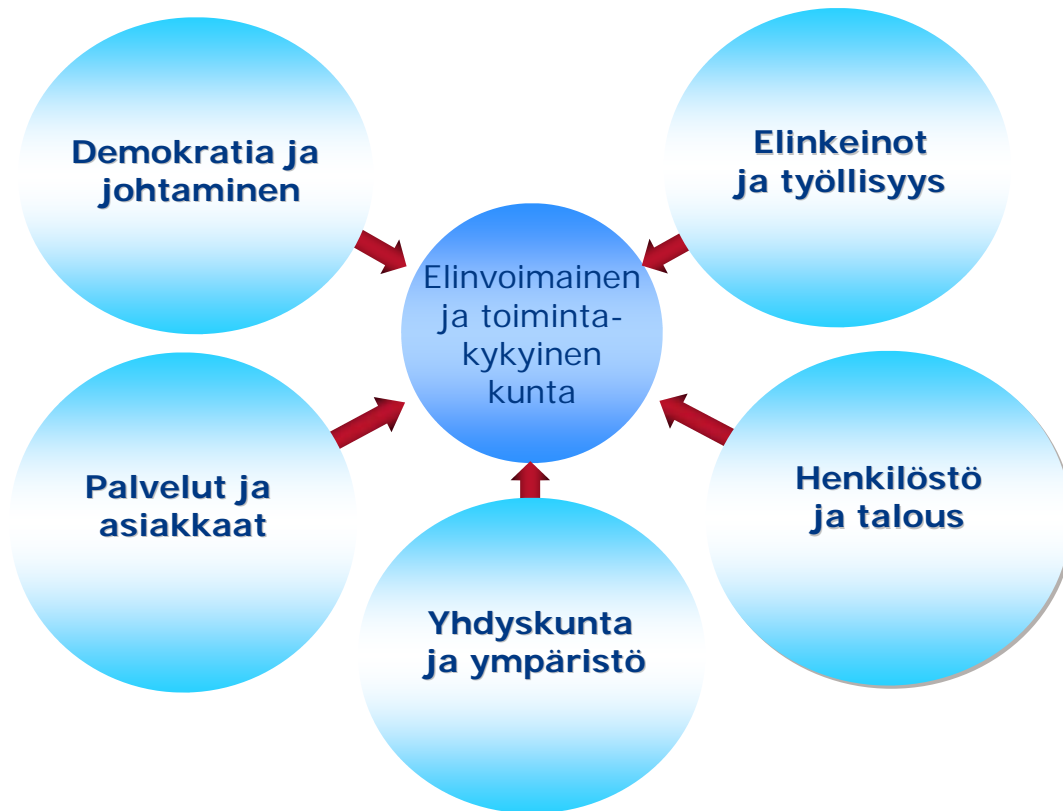 Demokratia ja
johtaminen
Elinkeinot
ja työllisyys
Elinvoimainen
ja toiminta-
kykyinen
kunta
Palvelut ja
asiakkaat
Henkilöstö
ja talous
Yhdyskunta
ja ympäristö